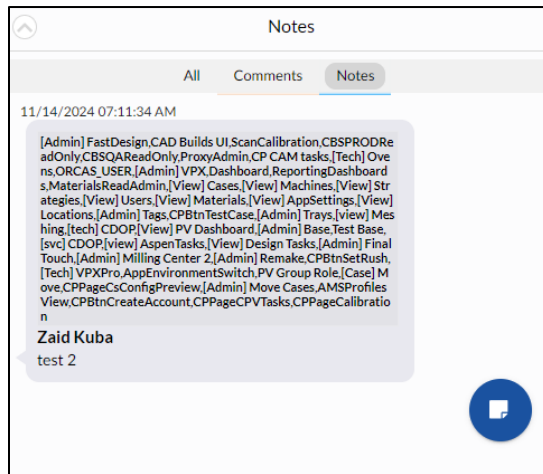 Notes
All Comments Notes
11/14/2024 07:11:34 AM
[Admin] FastDesign,CAD Builds UI,ScanCalibration,CBSPRODRe
adOnly,CBSQAReadOnly,ProxyAdmin,CP CAM tasks,[Tech] Ove
ns,ORCAS_USER,[Admin] VPX,Dashboard,ReportingDashboard
s,MaterialsReadAdmin,[View] Cases,[View] Machines,[View] Str
ategies,[View] Users,[View] Materials,[View] AppSettings,[View]
Locations,[Admin] Tags,CPBtnTestCase,[Admin] Trays,[view] Mes
hing,[tech] CDOP,[View] PV Dashboard,[Admin] Base,Test Base,
[svc] CDOP,[view] AspenTasks,[View] Design Tasks,[Admin] Final
Touch,[Admin] Milling Center 2,[Admin] Remake,CPBtnSetRush,
[Tech] VPXPro,AppEnvironmentSwitch,PV Group Role,[Case] M
ove,CPPageCsConfigPreview,[Admin] Move Cases,AMSProfiles
View,CPBtnCreateAccount,CPPageCPVTasks,CPPageCalibratio
n
Zaid Kuba
test 2